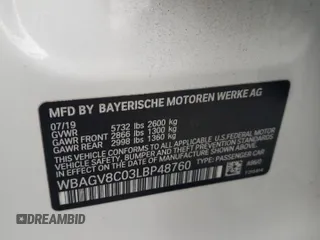 MFD BY BAYERISCHE MOTOREN WERKE AG
07/19
GVWR 5732 lbs 2600 kg
GAWR FRONT 2866 lbs 1300 kg
GAWR REAR 2998 lbs 1360 kg
THIS VEHICLE CONFORMS TO ALL APPLICABLE
U.S.FEDERAL MOTOR VEHICLE SAFETY, BUMPER, AND
THEFT PREVENTION STANDARDS IN EFFECT ON THE
DATE OF MANUFACTURE SHOWN ABOVE.
WBAGV8C03LBP48760
TYPE: PASSENGER CAR
DREAMBID